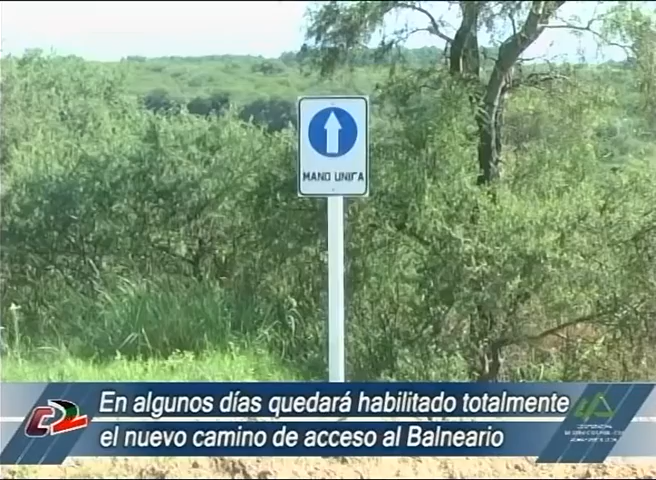 MANO UNICA
En algunos días quedará habilitado totalmente
el nuevo camino de acceso al Balneario